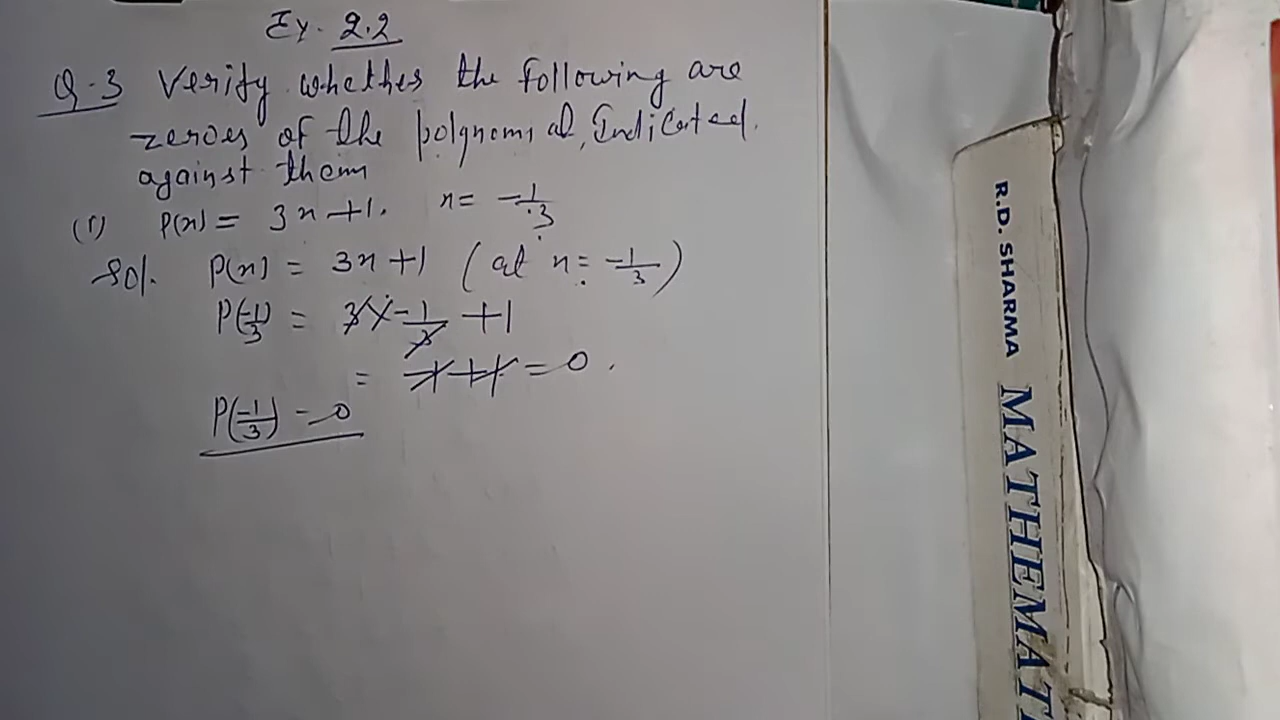 Ex. 2.2
Q.3 Verify whether the following are
zeroes of the polynomial, Indicated.
against them
(i) P(x) = 3x+1. x = -1/3
Sol. P(x) = 3x+1 (at x = -1/3)
P(-1/3) = 3x-1/3 +1
= -1+1 = 0.
P(-1/3) = 0
R.D. SHARMA MATHEMATI